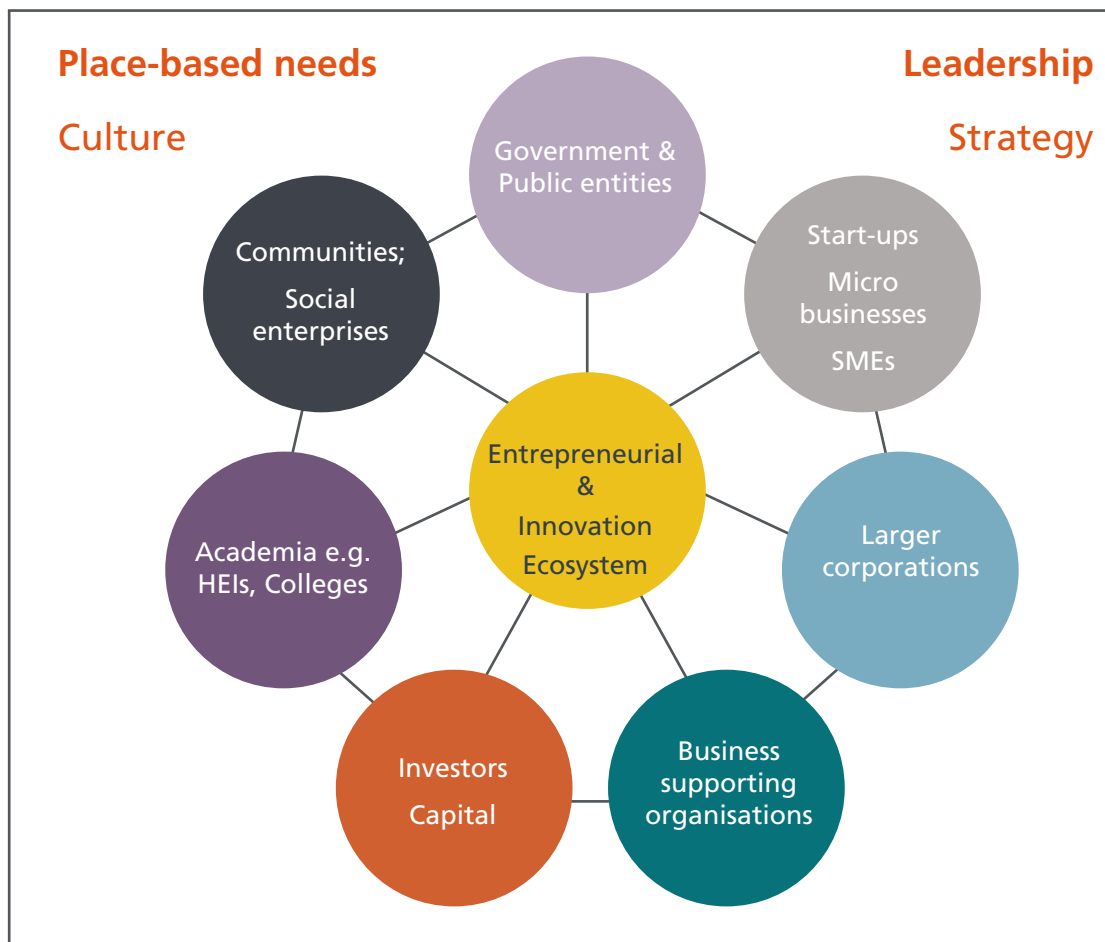 Place-based needs
Culture
Leadership
Strategy
Government &
Public entities
Communities;
Social
enterprises
Start-ups
Micro
businesses
SMEs
Entrepreneurial
&
Innovation
Ecosystem
Academia e.g.
HEIs, Colleges
Larger
corporations
Investors
Capital
Business
supporting
organisations